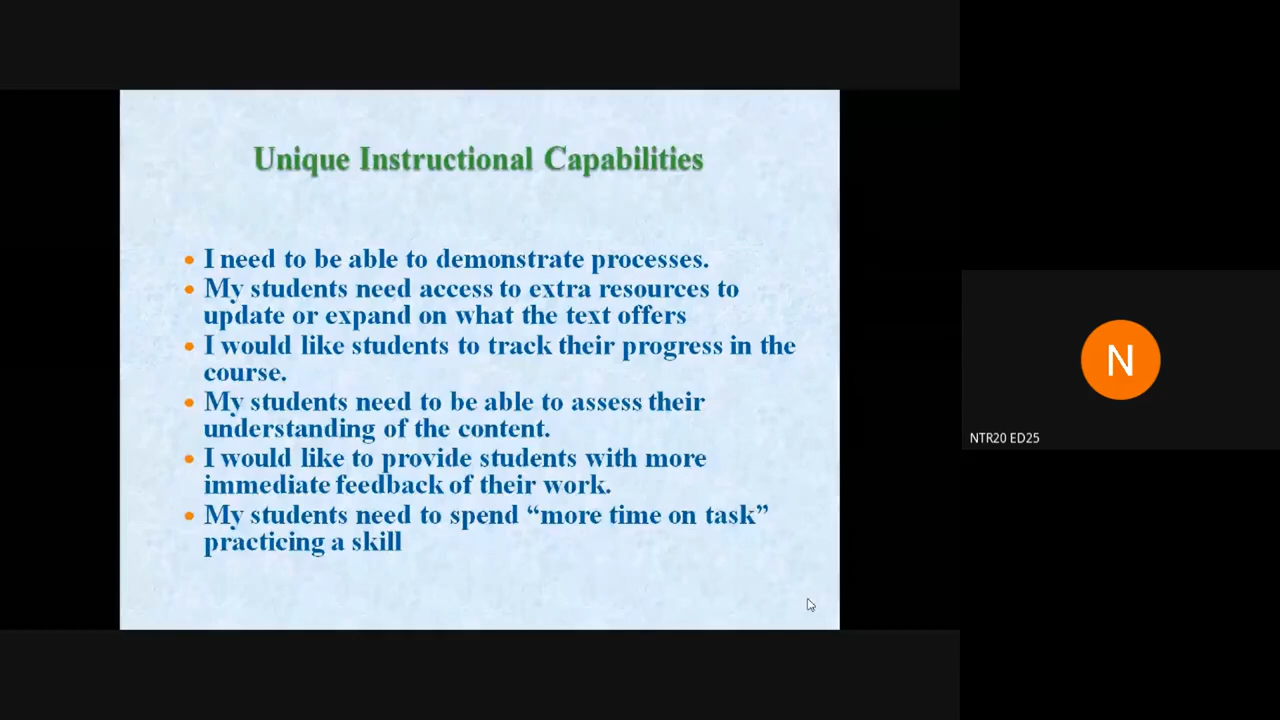 Unique Instructional Capabilities
I need to be able to demonstrate processes.
My students need access to extra resources to
update or expand on what the text offers
I would like students to track their progress in the
course.
My students need to be able to assess their
understanding of the content.
I would like to provide students with more
immediate feedback of their work.
My students need to spend “more time on task”
practicing a skill
N
NTR20 ED25